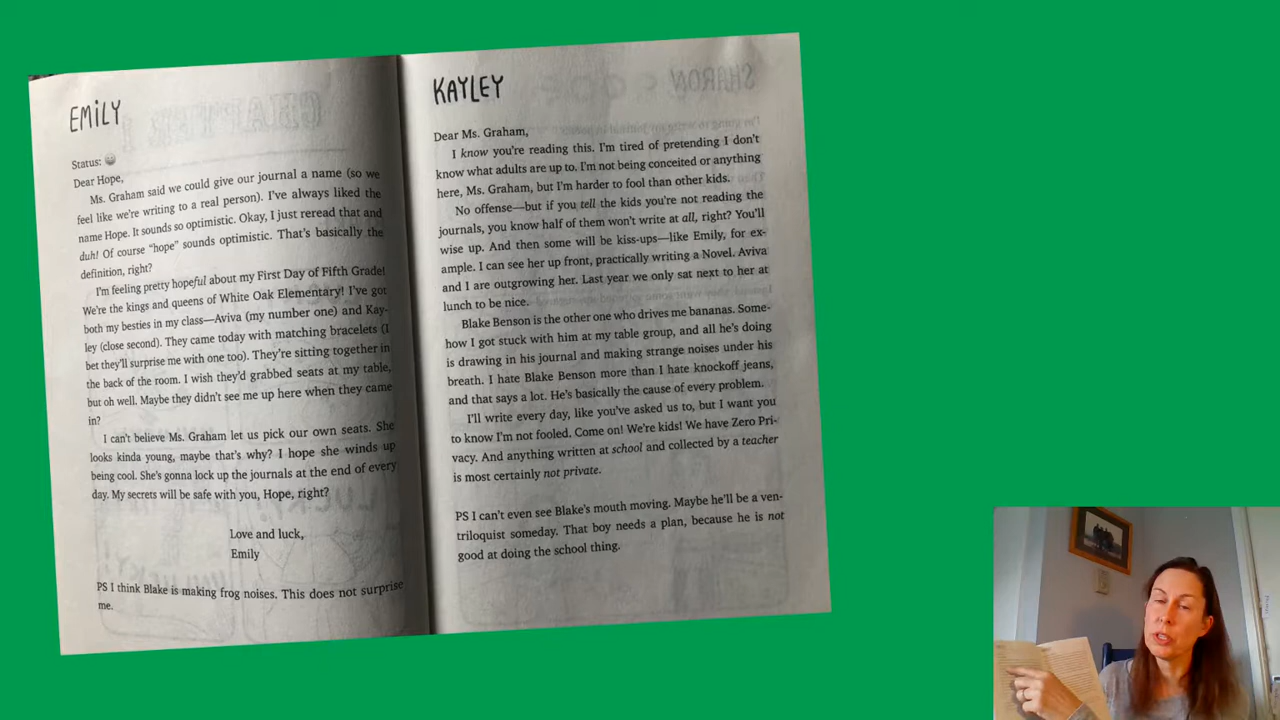 EMiLY
Status:
Dear Hope,
Ms. Graham said we could give our journal a name (so we
feel like we're writing to a real person). I've always liked the
name Hope. It sounds so optimistic. Okay, I just reread that and
duh! Of course “hope” sounds optimistic. That's basically the
definition, right?
I'm feeling pretty hopeful about my First Day of Fifth Grade!
We're the kings and queens of White Oak Elementary! I've got
both my besties in my class—Aviva (my number one) and Kay-
ley (close second). They came today with matching bracelets (I
bet they'll surprise me with one too). They're sitting together in
the back of the room. I wish they'd grabbed seats at my table,
but oh well. Maybe they didn't see me up here when they came
in?
I can't believe Ms. Graham let us pick our own seats. She
looks kinda young, maybe that's why? I hope she winds up
being cool. She's gonna lock up the journals at the end of every
day. My secrets will be safe with you, Hope, right?
Love and luck,
Emily
PS I think Blake is making frog noises. This does not surprise
me.
KAYLEY
Dear Ms. Graham,
I know you're reading this. I'm tired of pretending I don't
know what adults are up to. I'm not being conceited or anything
here, Ms. Graham, but I'm harder to fool than other kids.
No offense—but if you tell the kids you're not reading the
journals, you know half of them won't write at all, right? You'll
wise up. And then some will be kiss-ups—like Emily, for ex-
ample. I can see her up front, practically writing a Novel. Aviva
and I are outgrowing her. Last year we only sat next to her at
lunch to be nice.
Blake Benson is the other one who drives me bananas. Some-
how I got stuck with him at my table group, and all he's doing
is drawing in his journal and making strange noises under his
breath. I hate Blake Benson more than I hate knockoff jeans,
and that says a lot. He's basically the cause of every problem.
I'll write every day, like you've asked us to, but I want you
to know I'm not fooled. Come on! We're kids! We have Zero Pri-
vacy. And anything written at school and collected by a teacher
is most certainly not private.
PS I can't even see Blake's mouth moving. Maybe he'll be a ven-
triloquist someday. That boy needs a plan, because he is not
good at doing the school thing.